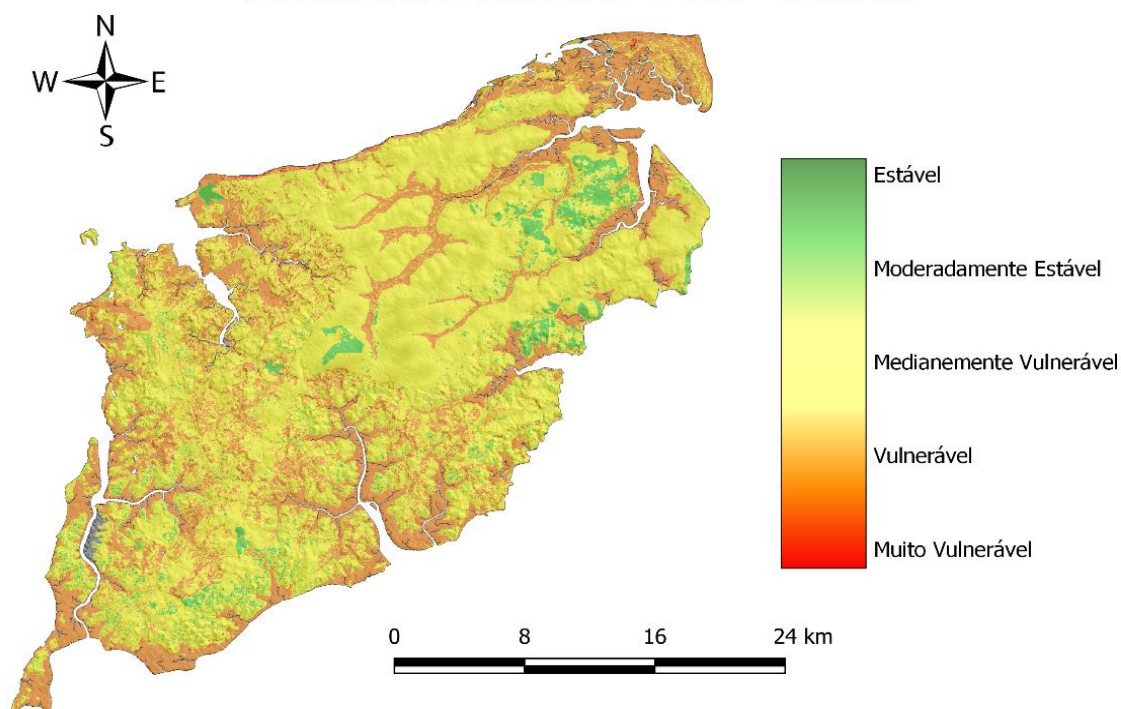 N
W E
S
Estável
Moderadamente Estável
Medianemente Vulnerável
Vulnerável
Muito Vulnerável
0 8 16 24 km